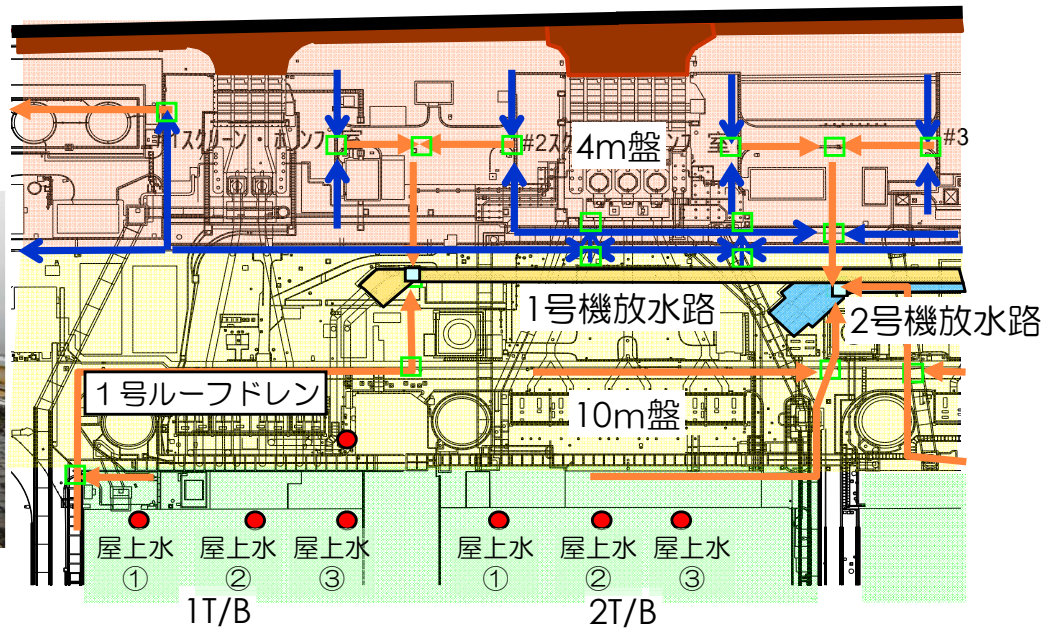 #1スクリーン ポンプ室
#2スク
4m盤
ンプ 室
#3
1号機放水路
2号機放水路
1号ルーフドレン
10m盤
屋上水 屋上水 屋上水
① ② ③
屋上水 屋上水 屋上水
① ② ③
1T/B
2T/B